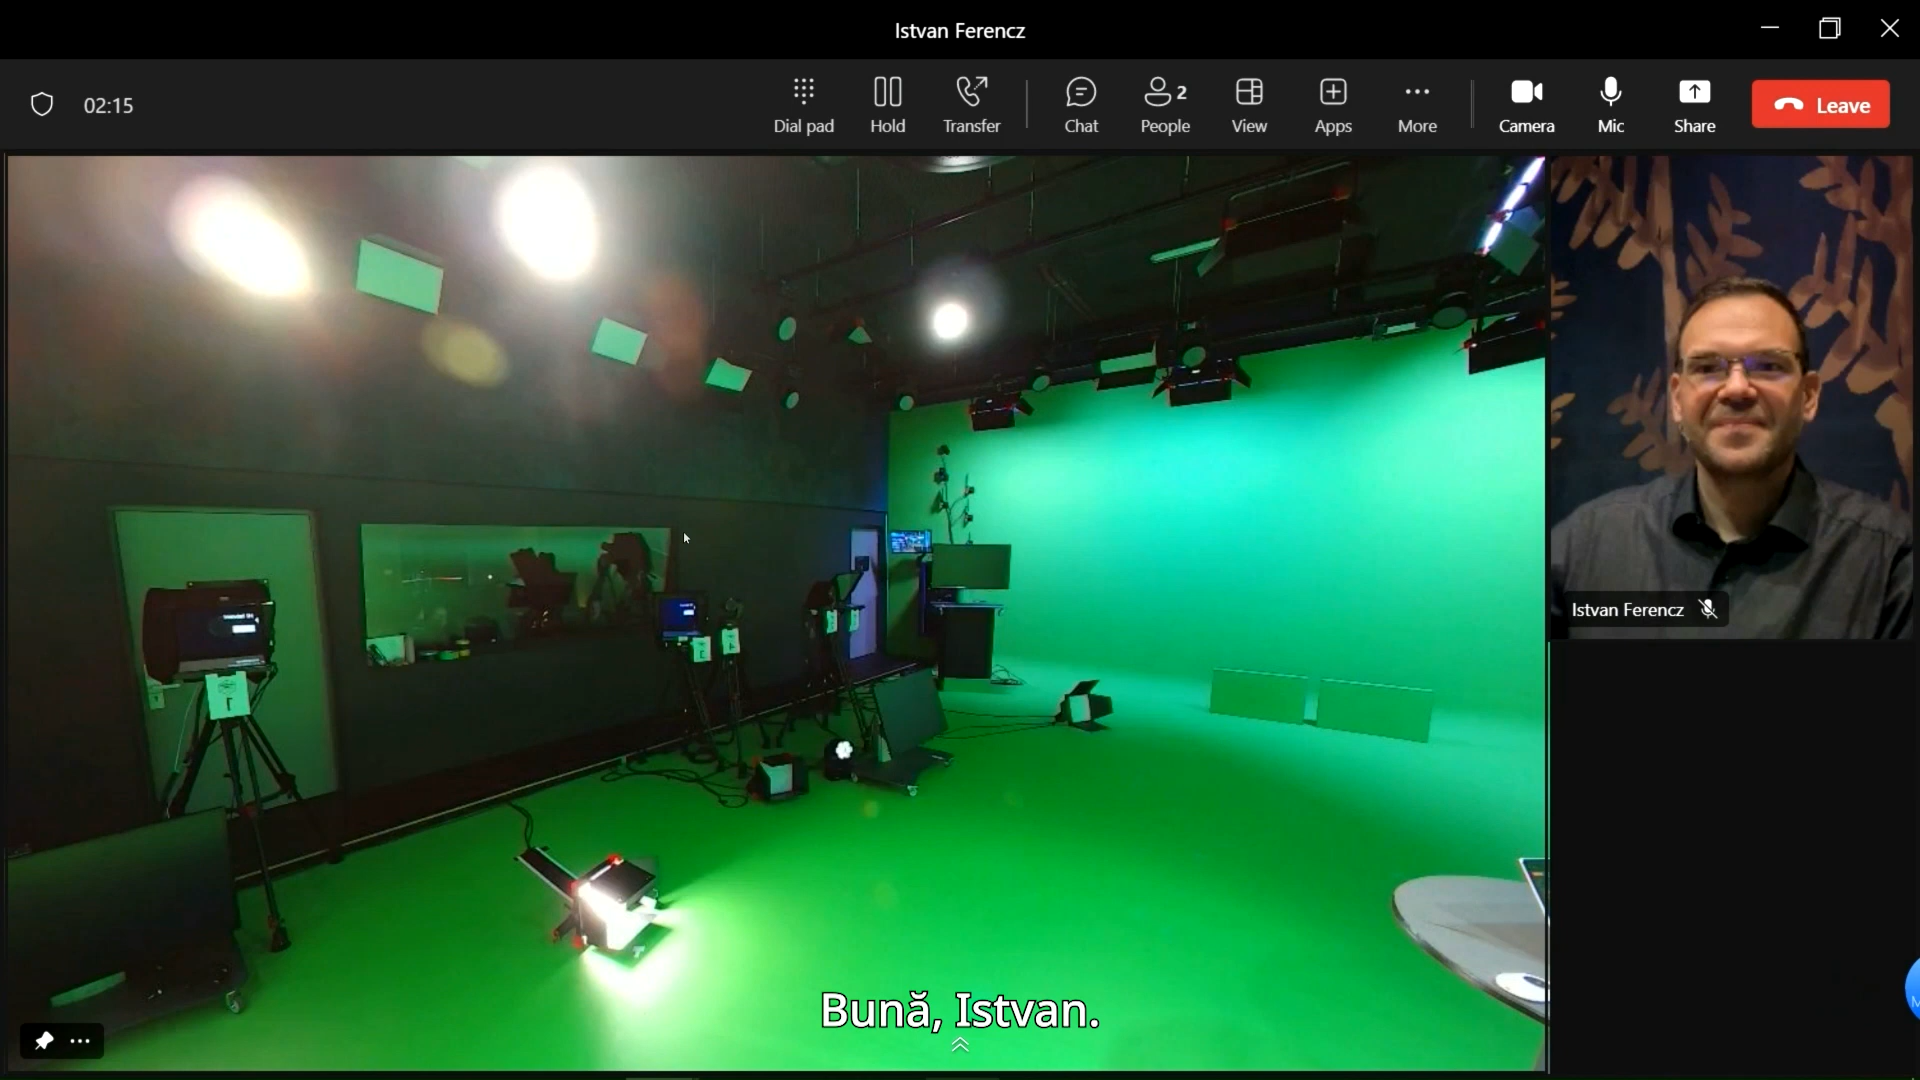 Istvan Ferencz
02:15
Dial pad
Hold
Transfer
Chat
People
2
View
Apps
More
Camera
Mic
Share
Leave
Istvan Ferencz
Bună, Istvan.